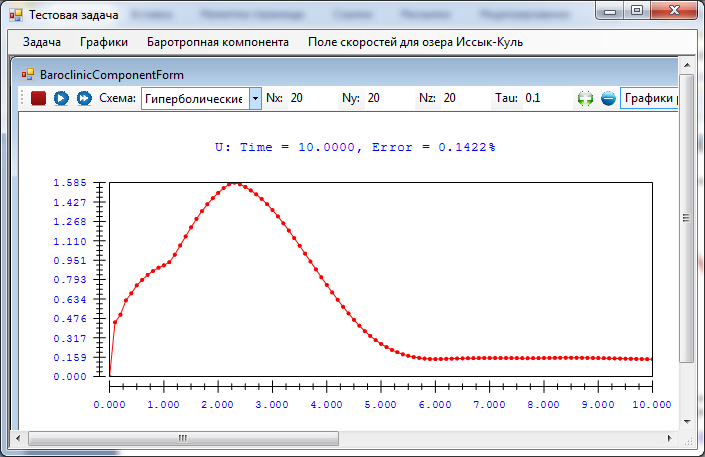 Тестовая задача
Задача Графики Баротропная компонента Поле скоростей для озера Иссык-Куль
BaroclinicComponentForm
Схема: Гиперболические Nx: 20 Ny: 20 Nz: 20 Tau: 0.1 Графики
U: Time = 10.0000, Error = 0.1422%
1.585
1.427
1.268
1.110
0.951
0.793
0.634
0.476
0.317
0.159
0.000
0.000 1.000 2.000 3.000 4.000 5.000 6.000 7.000 8.000 9.000 10.000